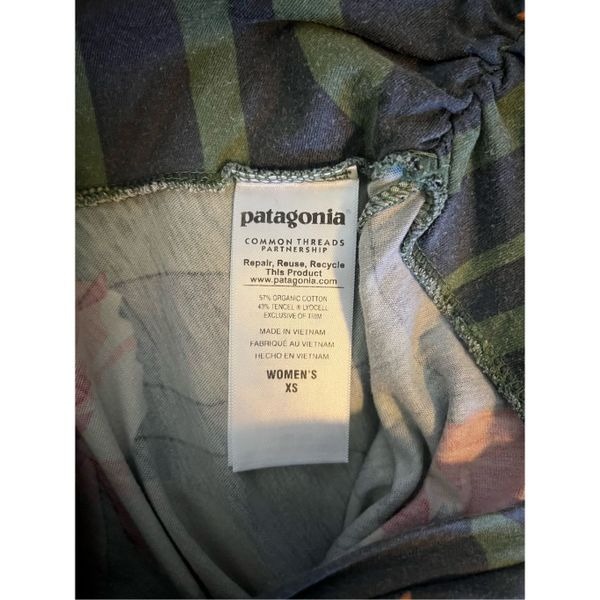 patagonia
COMMON THREADS
PARTNERSHIP
Repair, Reuse, Recycle
This Product
www.patagonia.com
57% ORGANIC COTTON
43% TENCEL ® LYOCELL
EXCLUSIVE OF TRIM
MADE IN VIETNAM
FABRIQUÉ AU VIETNAM
HECHO EN VIETNAM
WOMEN'S
XS